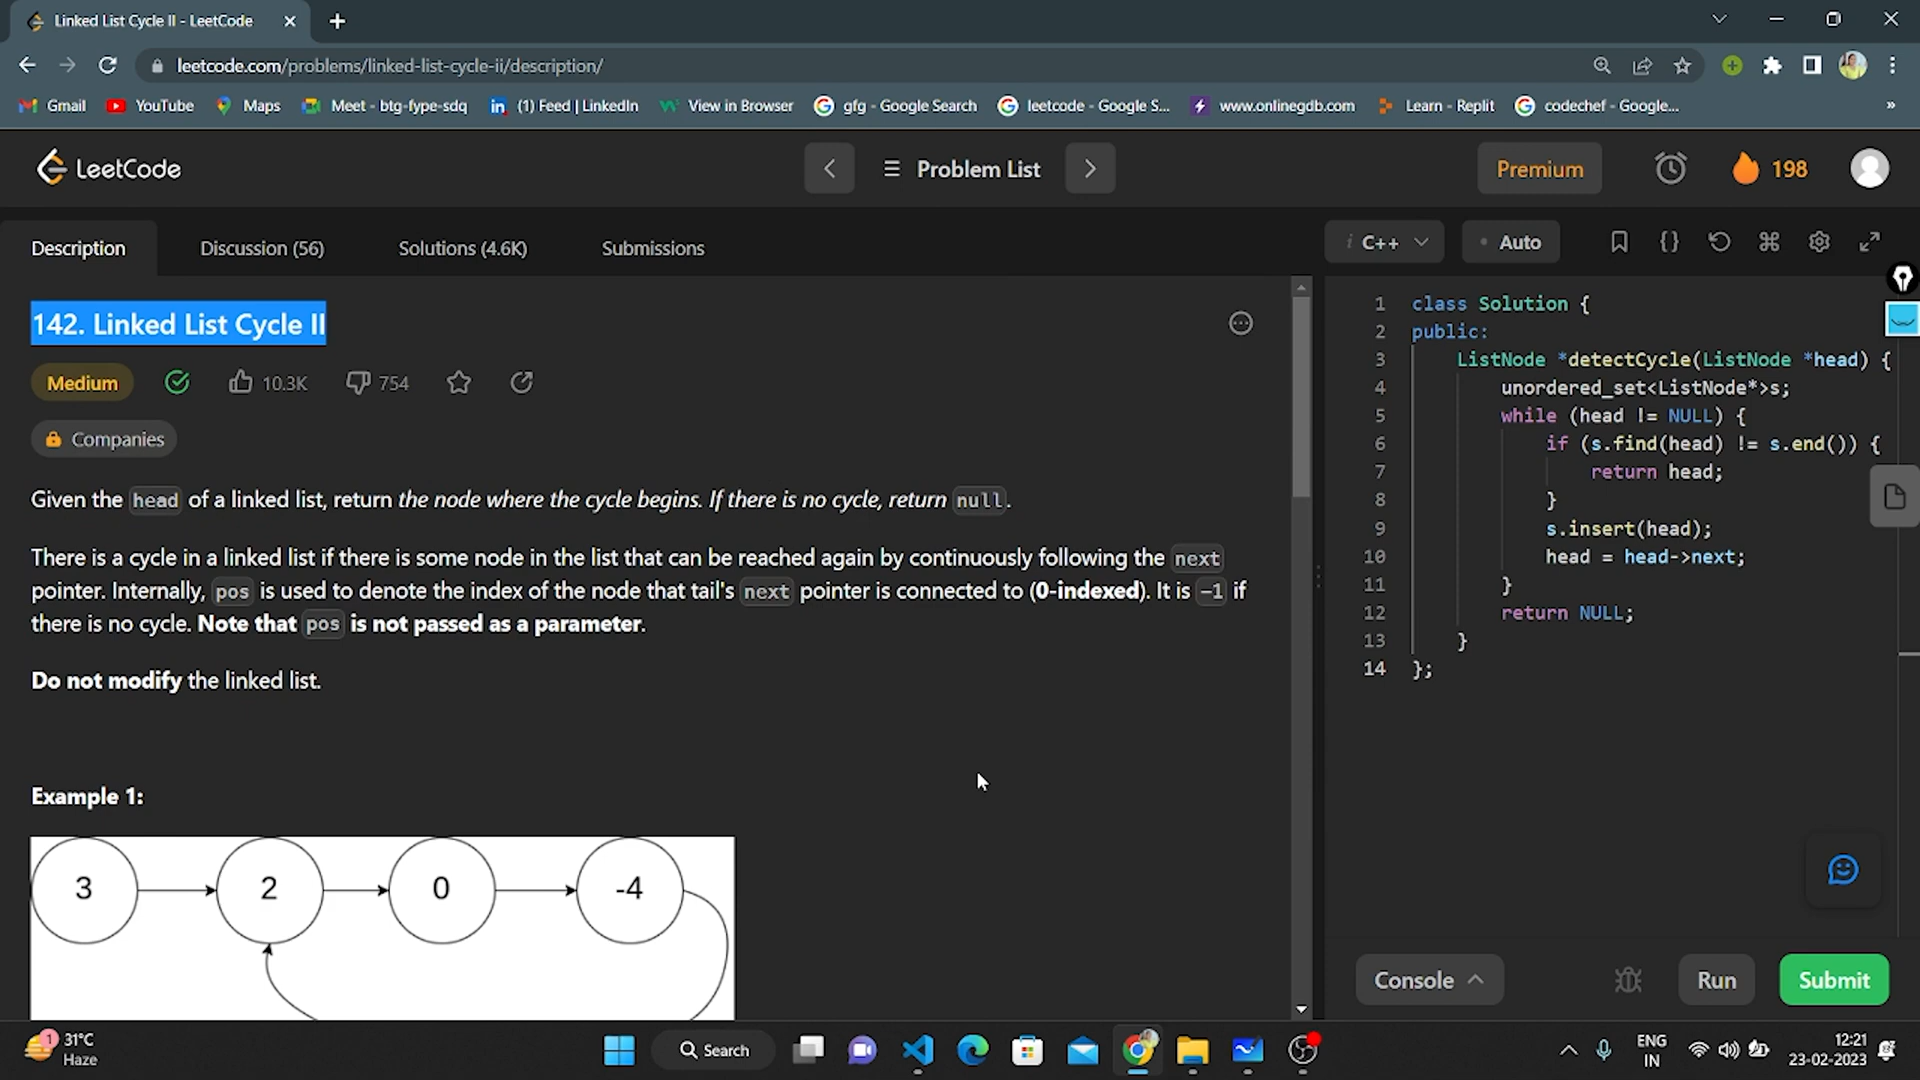 Linked List Cycle II - LeetCode
leetcode.com/problems/linked-list-cycle-ii/description/
Gmail YouTube Maps Meet - btg-fype-sdq (1) Feed | LinkedIn View in Browser gfg - Google Search leetcode - Google S... www.onlinegdb.com Learn - Replit codechef - Google... »
LeetCode Problem List Premium 198
Description Discussion (56) Solutions (4.6K) Submissions
142. Linked List Cycle II
Medium 10.3K 754
Companies
Given the head of a linked list, return the node where the cycle begins. If there is no cycle, return null.
There is a cycle in a linked list if there is some node in the list that can be reached again by continuously following the next
pointer. Internally, pos is used to denote the index of the node that tail's next pointer is connected to (0-indexed). It is -1 if
there is no cycle. Note that pos is not passed as a parameter.
Do not modify the linked list.
Example 1:
3 2 0 -4
i C++ Auto
1 class Solution {
2 public:
3 ListNode *detectCycle(ListNode *head) {
4 unordered_set<ListNode*>s;
5 while (head != NULL) {
6 if (s.find(head) != s.end()) {
7 return head;
8 }
9 s.insert(head);
10 head = head->next;
11 }
12 return NULL;
13 }
14 };
Console Run Submit
1 31°C
Haze
Search
ENG
IN
12:21
23-02-2023